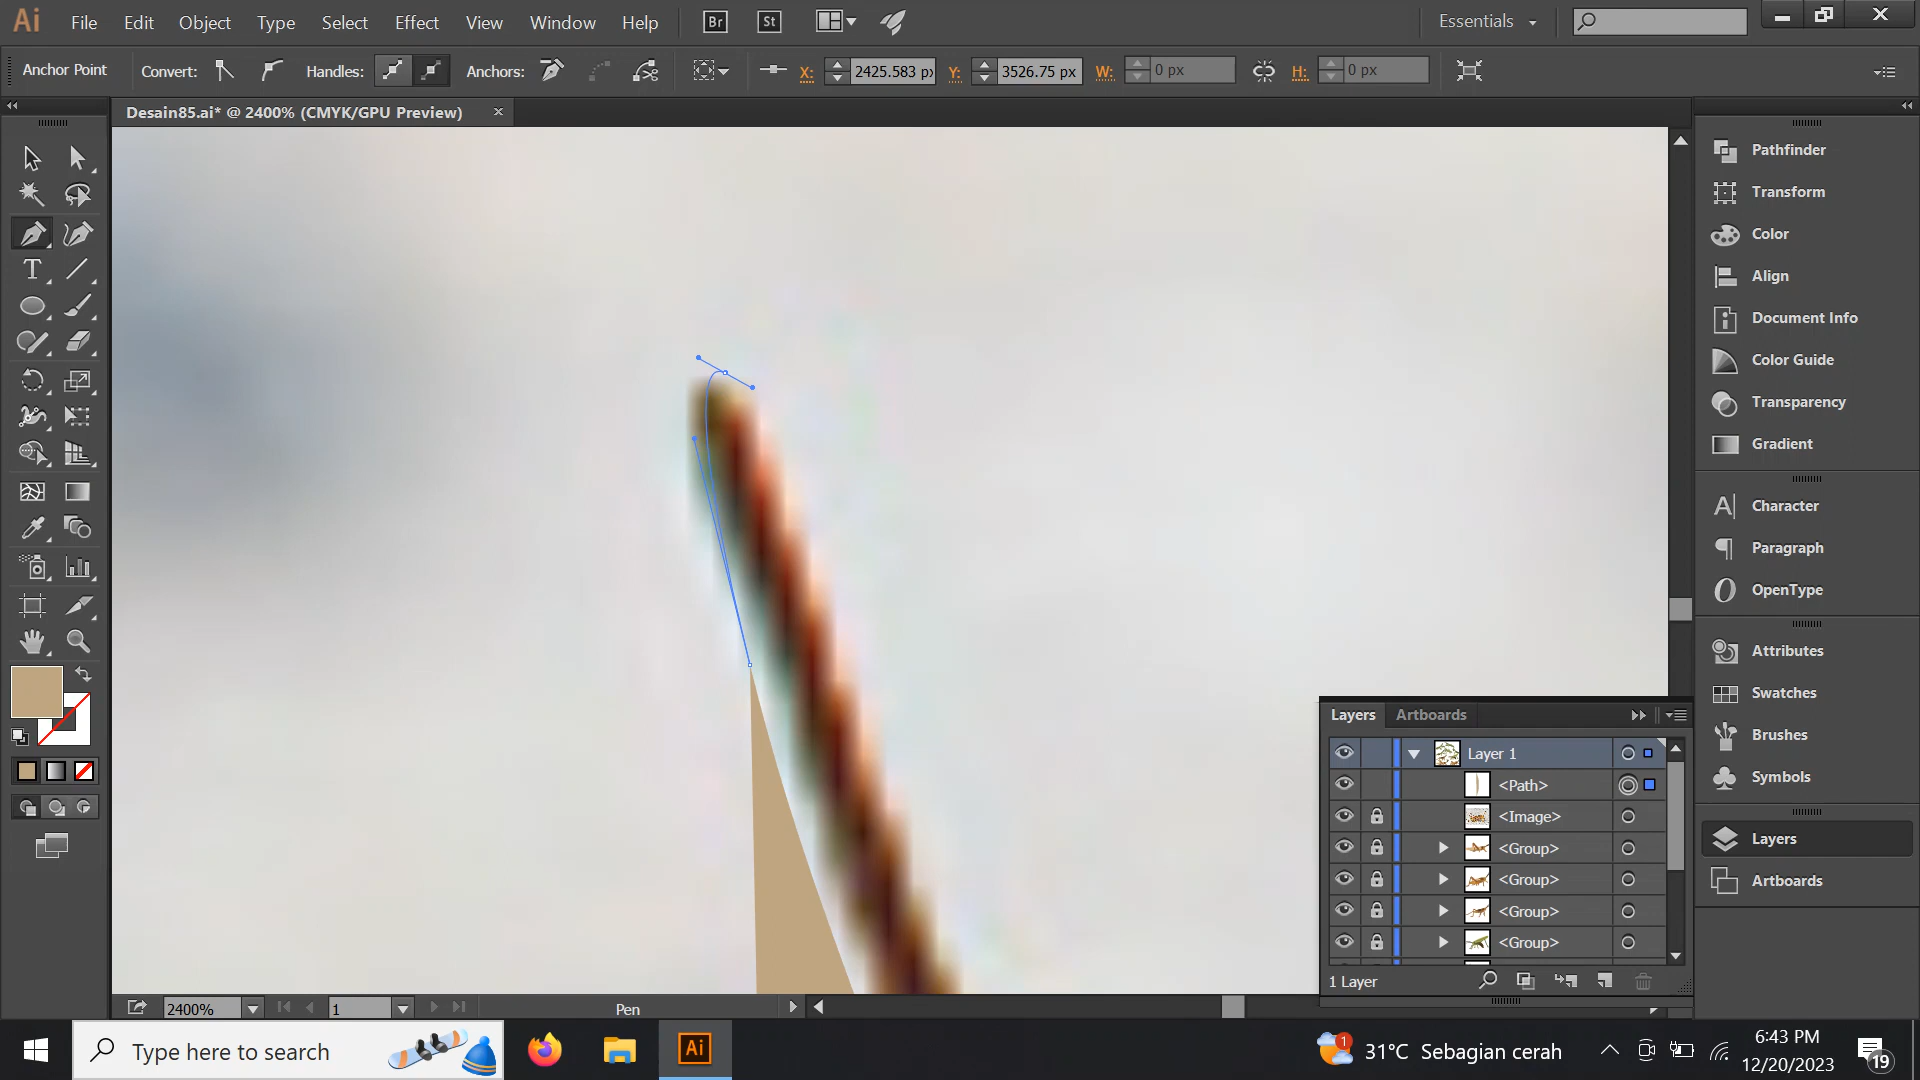 Ai File Edit Object Type Select Effect View Window Help Br St Essentials
Anchor Point Convert: Handles: Anchors: X: 2425.583 px Y: 3526.75 px W: 0 px H: 0 px
Desain85.ai* @ 2400% (CMYK/GPU Preview)
Pathfinder
Transform
Color
Align
Document Info
Color Guide
Transparency
Gradient
Character
Paragraph
OpenType
Attributes
Swatches
Brushes
Symbols
Layers
Artboards
Layers Artboards
Layer 1
<Path>
<Image>
<Group>
<Group>
<Group>
<Group>
1 Layer
2400% 1 Pen
Type here to search Ai 1 31°C Sebagian cerah 6:43 PM
12/20/2023 19